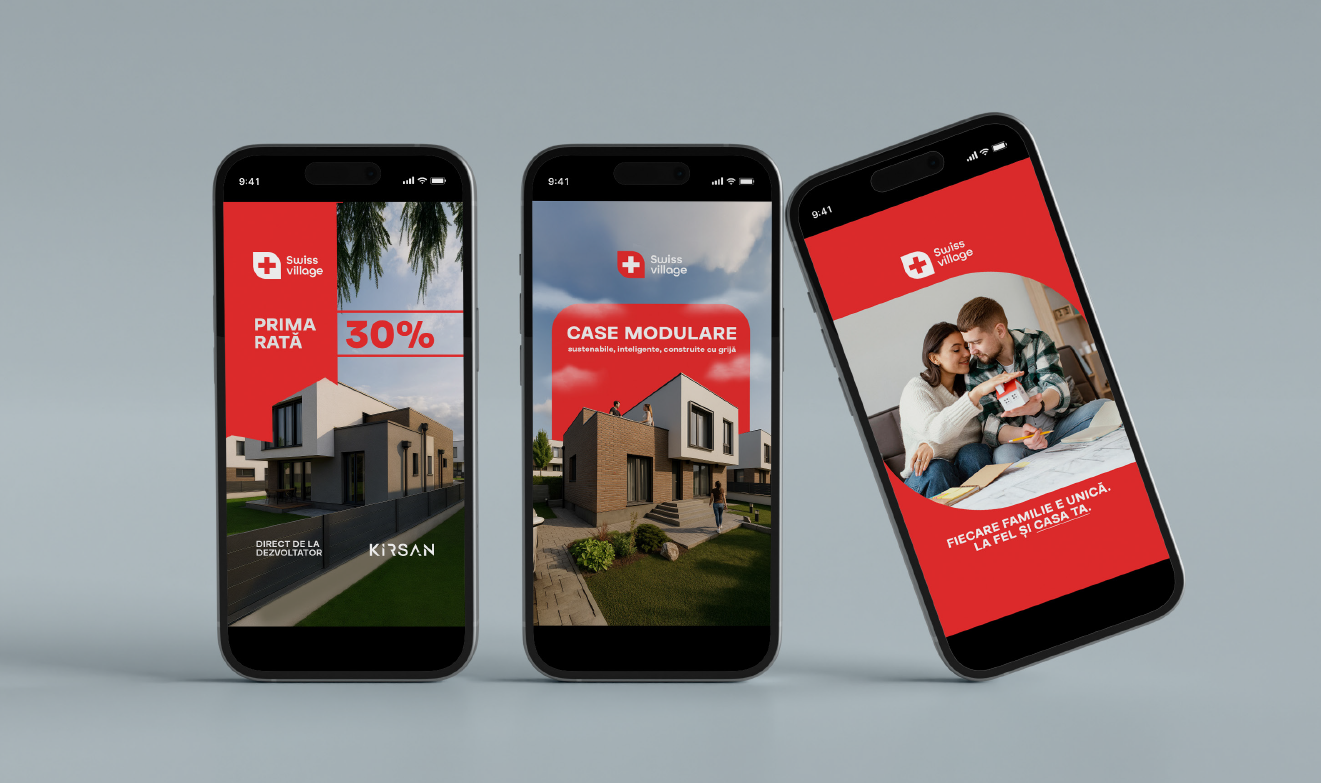 9:41
Swiss
village
PRIMA
RATĂ
30%
DIRECT DE LA
DEZVOLTATOR
KIRSAN
9:41
Swiss
village
CASE MODULARE
sustenabile, inteligente, construite cu grijă
9:41
Swiss
village
FIECARE FAMILIE E UNICĂ.
LA FEL ȘI CASA TA.